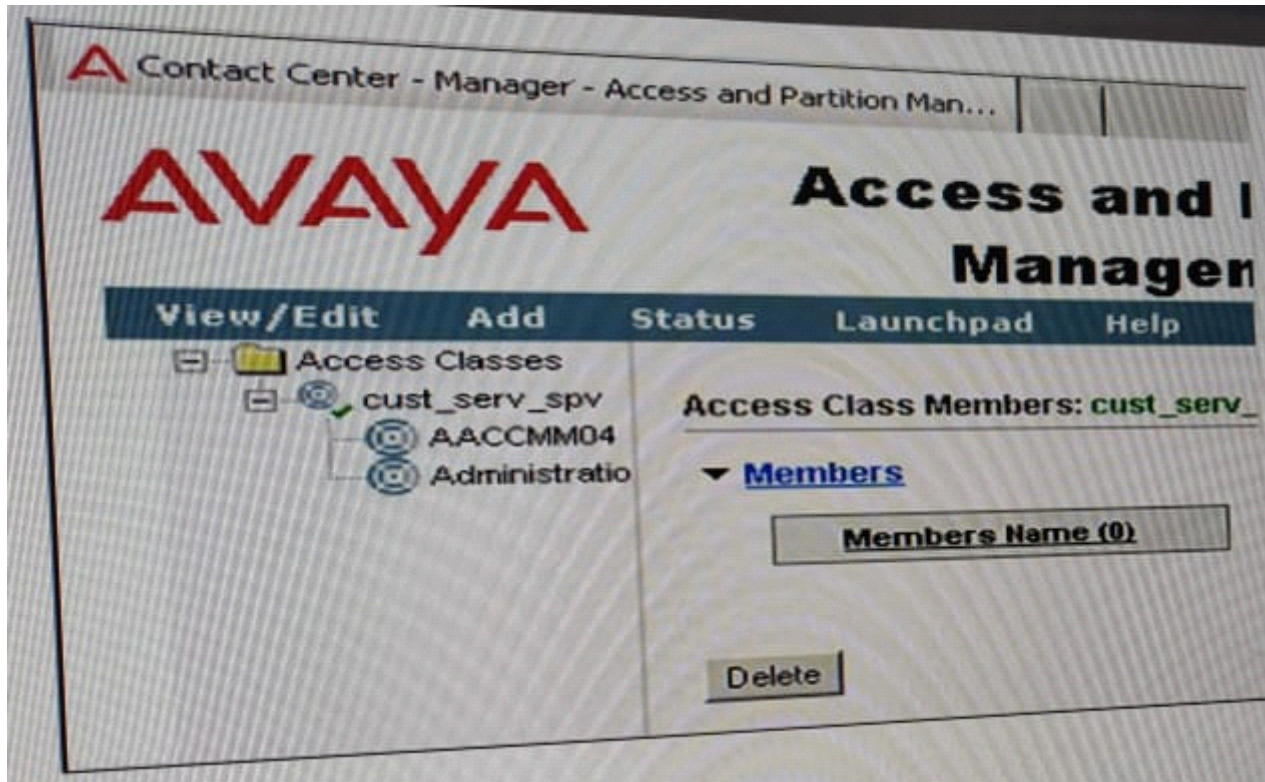 Contact Center - Manager - Access and Partition Man...
AVAYA
Access and
Managem
View/Edit Add Status Launchpad Help
Access Classes
cust_serv_spv
AACCMM04
Administratio
Access Class Members: cust_serv_
Members
Members Name (0)
Delete